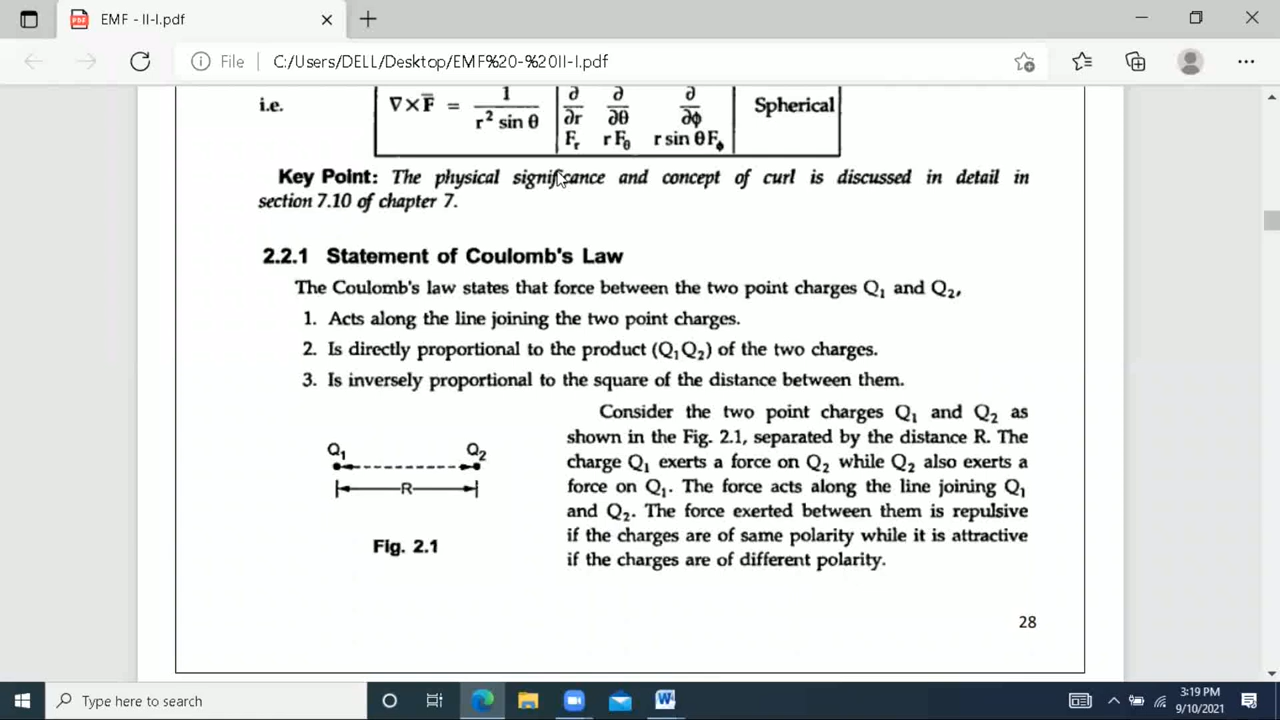 EMF - II-I.pdf
File C:/Users/DELL/Desktop/EMF%20-%20II-I.pdf
i.e. ∇×F̅ = 1/(r² sin θ) | ∂/∂r ∂/∂θ ∂/∂ϕ | Spherical
F_r rF_θ r sin θ F_ϕ
Key Point: The physical significance and concept of curl is discussed in detail in
section 7.10 of chapter 7.
2.2.1 Statement of Coulomb's Law
The Coulomb's law states that force between the two point charges Q₁ and Q₂,
1. Acts along the line joining the two point charges.
2. Is directly proportional to the product (Q₁Q₂) of the two charges.
3. Is inversely proportional to the square of the distance between them.
Q₁ Q₂
R
Fig. 2.1
Consider the two point charges Q₁ and Q₂ as
shown in the Fig. 2.1, separated by the distance R. The
charge Q₁ exerts a force on Q₂ while Q₂ also exerts a
force on Q₁. The force acts along the line joining Q₁
and Q₂. The force exerted between them is repulsive
if the charges are of same polarity while it is attractive
if the charges are of different polarity.
28
Type here to search
3:19 PM
9/10/2021